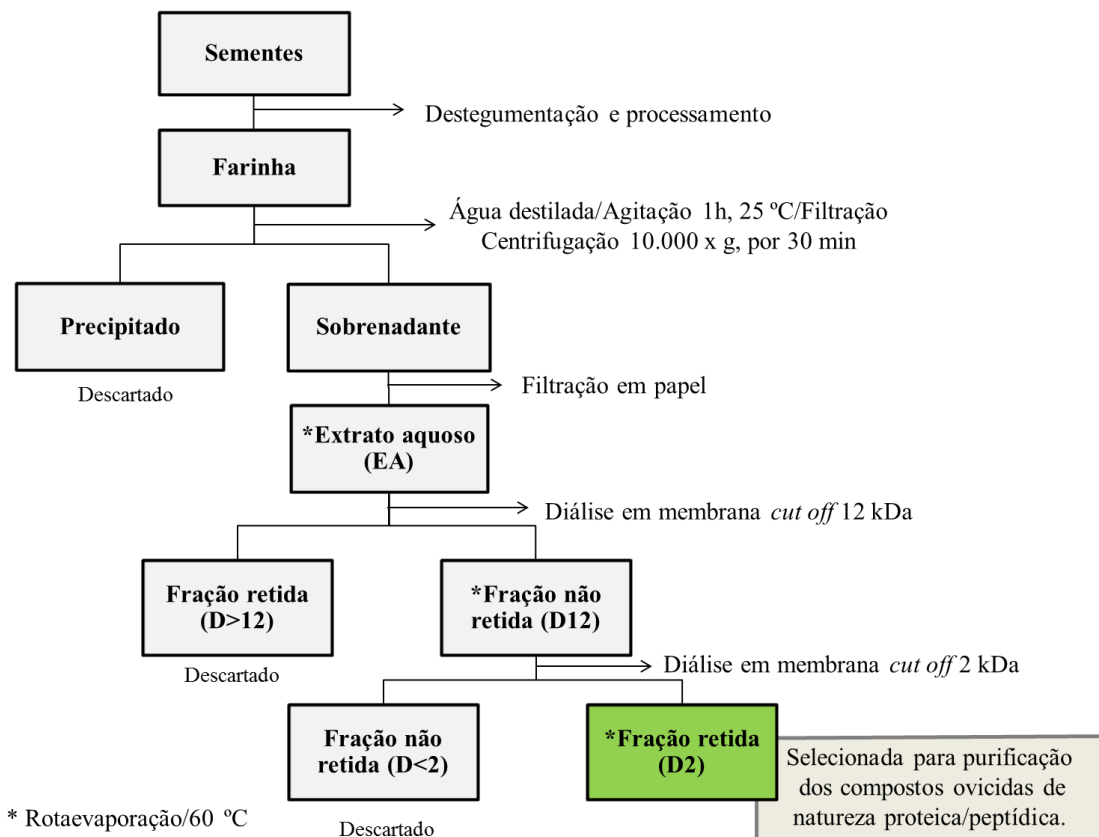 Sementes
Destegumentação e processamento
Farinha
Água destilada/Agitação 1h, 25 ºC/Filtração
Centrifugação 10.000 x g, por 30 min
Precipitado
Sobrenadante
Descartado
Filtração em papel
*Extrato aquoso
(EA)
Diálise em membrana cut off 12 kDa
Fração retida
(D>12)
*Fração não
retida (D12)
Descartado
Diálise em membrana cut off 2 kDa
Fração não
retida (D<2)
*Fração retida
(D2)
Selecionada para purificação
dos compostos ovicidas de
natureza proteica/peptídica.
* Rotaevaporação/60 ºC
Descartado